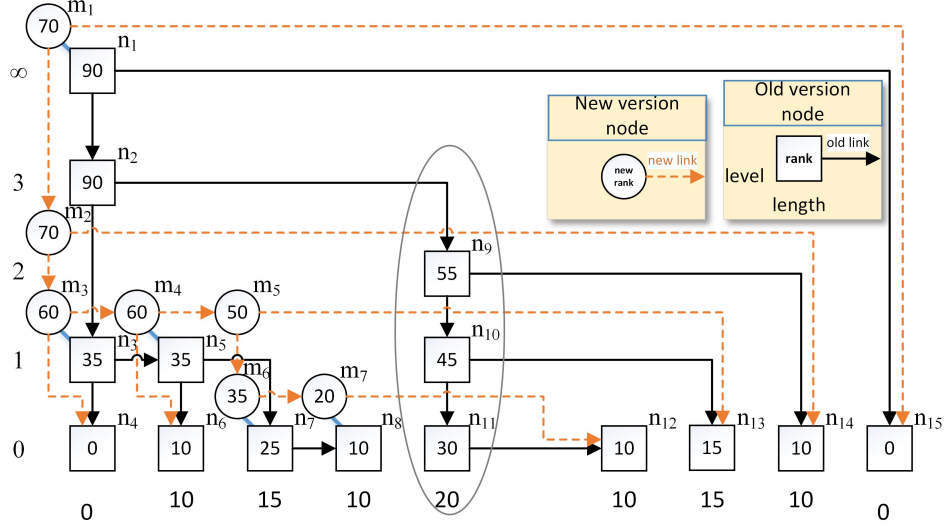 m1
70
n1
∞
90
New version
node
Old version
node
new
rank
new link
rank
old link
level
length
n2
3
90
m2
70
n9
2
55
m3
m4
m5
60
60
50
n3
n5
n10
1
35
35
45
m6
m7
35
20
n4
n6
n7
n8
n11
n12
n13
n14
n15
0
0
10
25
10
30
10
15
10
0
0
10
15
10
20
10
15
10
0